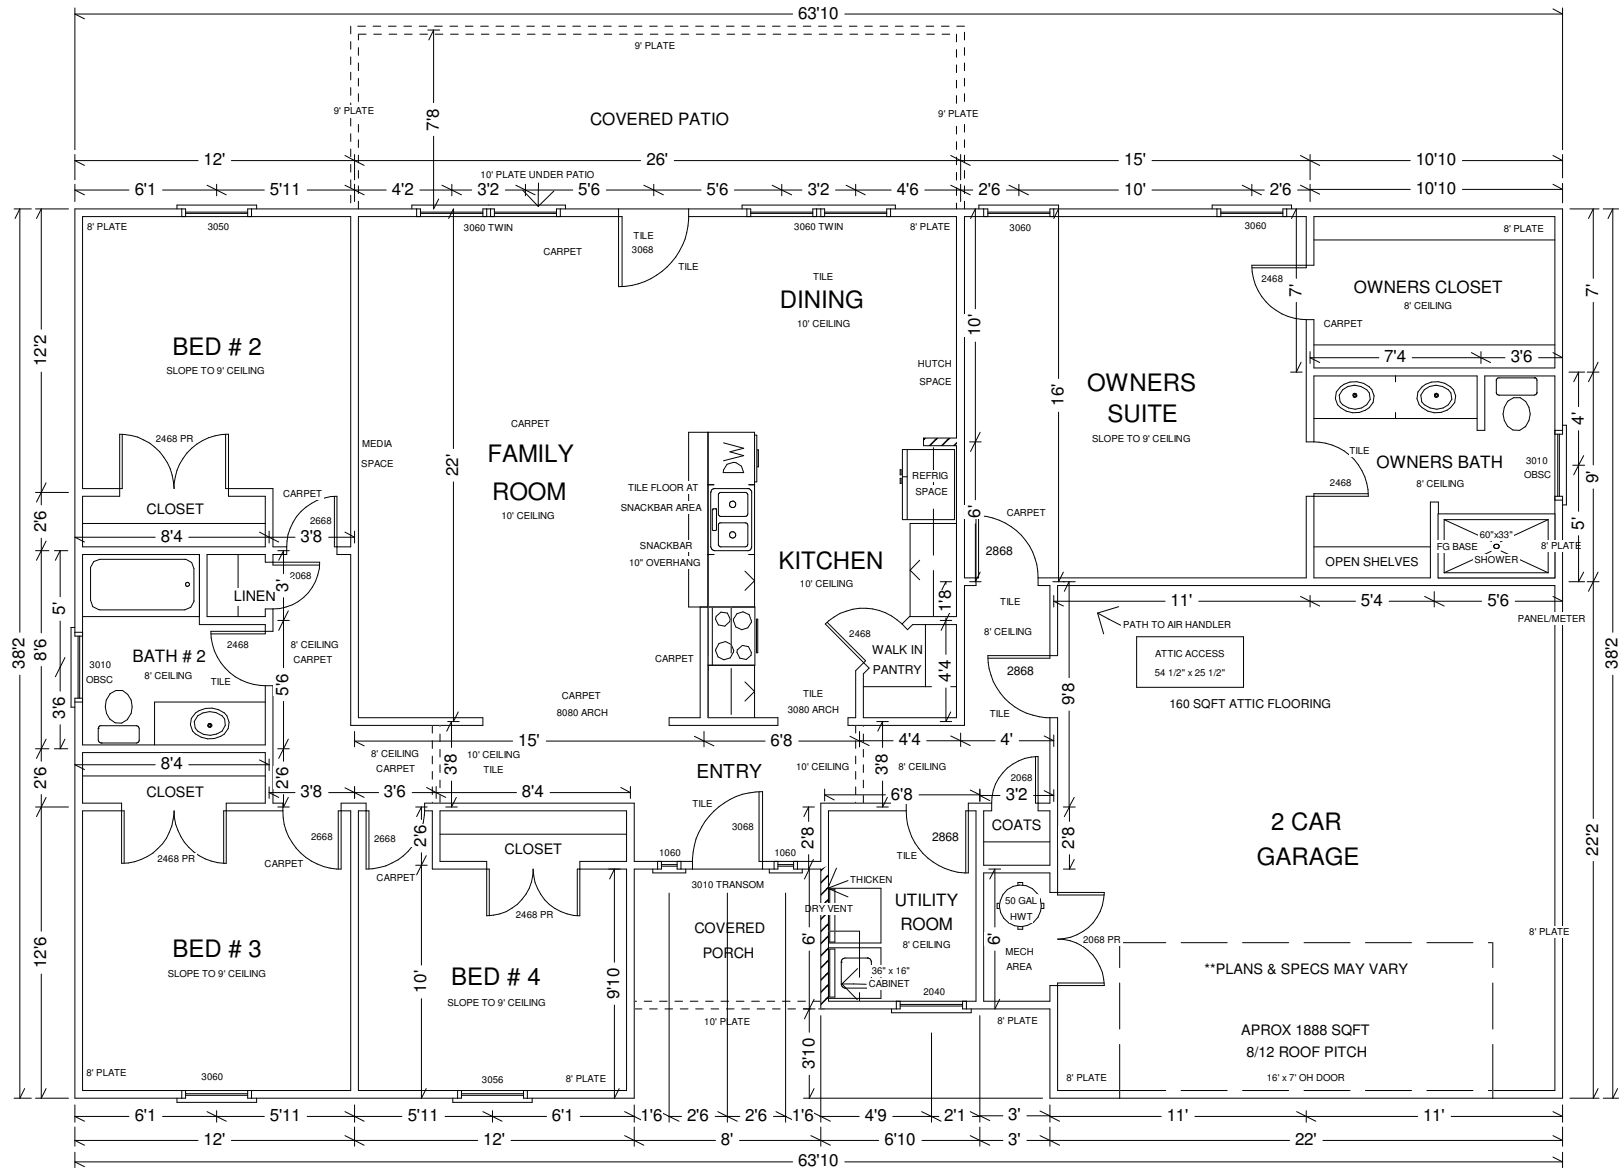 63'10
9' PLATE
9' PLATE
7'8
COVERED PATIO
9' PLATE
12'
26'
15'
10'10
6'1
5'11
4'2
3'2
10' PLATE UNDER PATIO
5'6
5'6
3'2
4'6
2'6
10'
2'6
10'10
8' PLATE
3050
3060 TWIN
CARPET
TILE
3068
TILE
3060 TWIN
8' PLATE
3060
3060
8' PLATE
TILE
DINING
10' CEILING
2468
7'
OWNERS CLOSET
8' CEILING
CARPET
7'
10'
12'2
BED # 2
SLOPE TO 9' CEILING
HUTCH
SPACE
7'4
3'6
16'
OWNERS
SUITE
SLOPE TO 9' CEILING
4'
CARPET
FAMILY
ROOM
10' CEILING
MEDIA
SPACE
22'
2468 PR
DW
TILE
OWNERS BATH
8' CEILING
2468
3010
OBSC
9'
REFRIG
SPACE
TILE FLOOR AT
SNACKBAR AREA
CARPET
CLOSET
2668
2'6
8'4
3'8
6'
CARPET
5'
SNACKBAR
10" OVERHANG
KITCHEN
10' CEILING
2868
60"x33"
FG BASE
SHOWER
8' PLATE
OPEN SHELVES
2068
3'
LINEN
5'
1'8
TILE
11'
5'4
5'6
PANEL/METER
38'2
8'6
38'2
BATH # 2
8' CEILING
TILE
2468
8' CEILING
CARPET
3010
OBSC
2468
WALK IN
PANTRY
8' CEILING
PATH TO AIR HANDLER
ATTIC ACCESS
54 1/2" x 25 1/2"
160 SQFT ATTIC FLOORING
CARPET
4'4
2868
TILE
9'8
3'6
5'6
CARPET
8080 ARCH
TILE
3080 ARCH
15'
6'8
4'4
4'
8' CEILING
CARPET
10' CEILING
TILE
3'8
ENTRY
10' CEILING
3'8
8' CEILING
2'6
8'4
2'6
CLOSET
3'8
3'6
8'4
TILE
3068
6'8
2068
3'2
2668
2668
2'6
2468 PR
CARPET
CARPET
CLOSET
2468 PR
1060
1060
3010 TRANSOM
2'8
2868
TILE
COATS
2'8
2 CAR
GARAGE
22'2
THICKEN
DRY VENT
UTILITY
ROOM
8' CEILING
50 GAL
HWT
MECH
AREA
6'
6'
2068 PR
8' PLATE
12'6
BED # 3
SLOPE TO 9' CEILING
10'
BED # 4
SLOPE TO 9' CEILING
9'10
COVERED
PORCH
36" x 16"
CABINET
2040
**PLANS & SPECS MAY VARY
10' PLATE
8' PLATE
3'10
APROX 1888 SQFT
8/12 ROOF PITCH
16' x 7' OH DOOR
8' PLATE
3060
3056
8' PLATE
8' PLATE
6'1
5'11
5'11
6'1
1'6
2'6
2'6
1'6
4'9
2'1
3'
11'
11'
12'
12'
8'
6'10
3'
22'
63'10